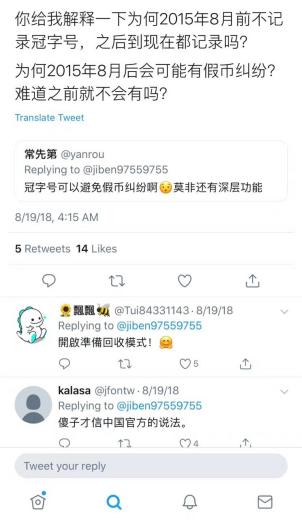 你给我解释一下为何2015年8月前不记
录冠字号，之后到现在都记录吗？
为何2015年8月后会可能有假币纠纷？
难道之前就不会有吗？
Translate Tweet
常先第 @yanrou
Replying to @jiben97559755
冠字号可以避免假币纠纷啊😧莫非还有深层功能
8/19/18, 4:15 AM
5 Retweets 14 Likes
🌻飄飄🐝 @Tui84331143 · 8/19/18
Replying to @jiben97559755
開啟準備回收模式！🤗
5
kalasa @jfontw · 8/19/18
Replying to @jiben97559755
傻子才信中国官方的说法。
4
Tweet your reply